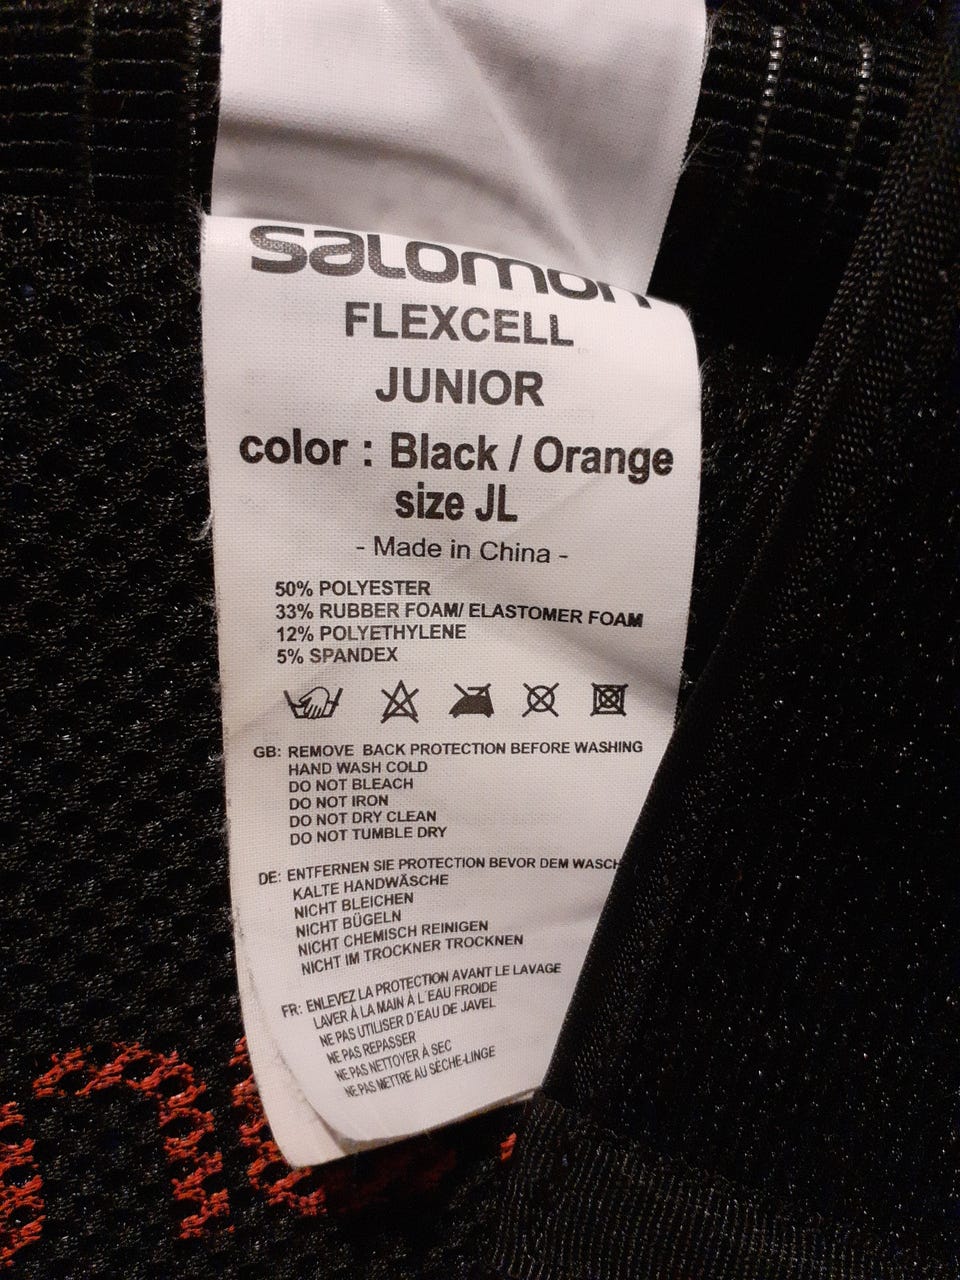 salomon
FLEXCELL
JUNIOR
color : Black / Orange
size JL
- Made in China -
50% POLYESTER
33% RUBBER FOAM/ ELASTOMER FOAM
12% POLYETHYLENE
5% SPANDEX
GB: REMOVE BACK PROTECTION BEFORE WASHING
HAND WASH COLD
DO NOT BLEACH
DO NOT IRON
DO NOT DRY CLEAN
DO NOT TUMBLE DRY
DE: ENTFERNEN SIE PROTECTION BEVOR DEM WASCH
KALTE HANDWÄSCHE
NICHT BLEICHEN
NICHT BÜGELN
NICHT CHEMISCH REINIGEN
NICHT IM TROCKNER TROCKNEN
FR: ENLEVEZ LA PROTECTION AVANT LE LAVAGE
LAVER À LA MAIN À L´EAU FROIDE
NE PAS UTILISER D´EAU DE JAVEL
NE PAS REPASSER
NE PAS NETTOYER À SEC
NE PAS METTRE AU SÈCHE-LINGE